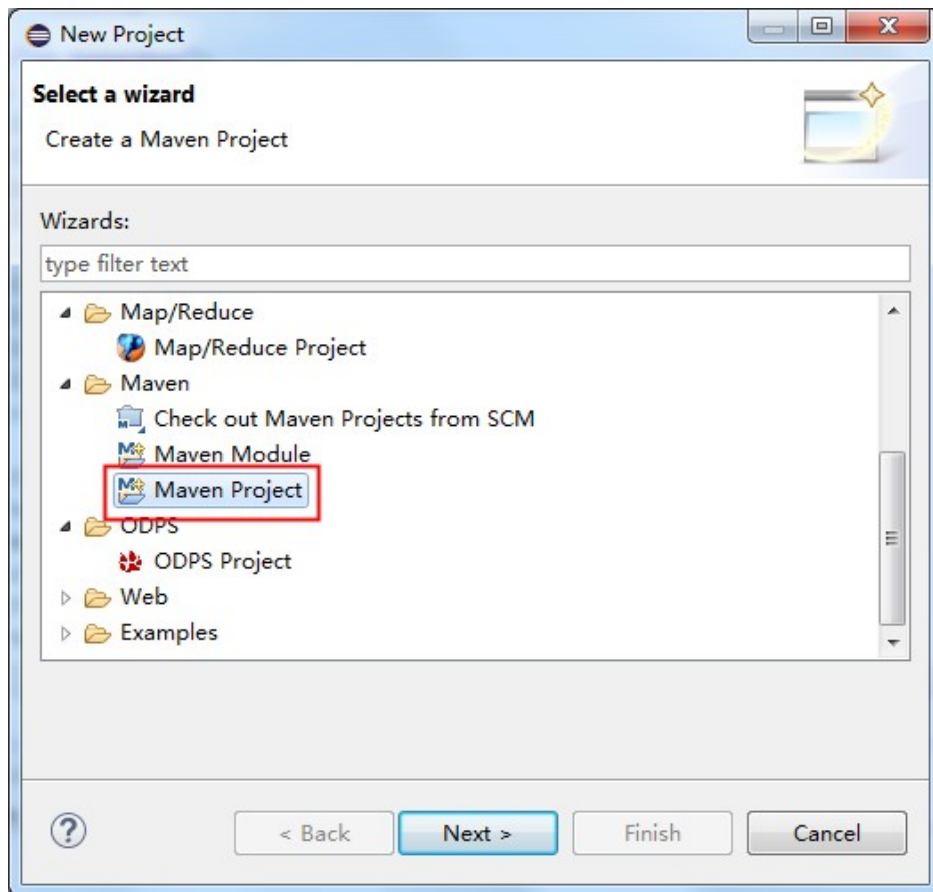 New Project
Select a wizard
Create a Maven Project
Wizards:
type filter text
Map/Reduce
Map/Reduce Project
Maven
Check out Maven Projects from SCM
Maven Module
Maven Project
ODPS
ODPS Project
Web
Examples
< Back Next > Finish Cancel